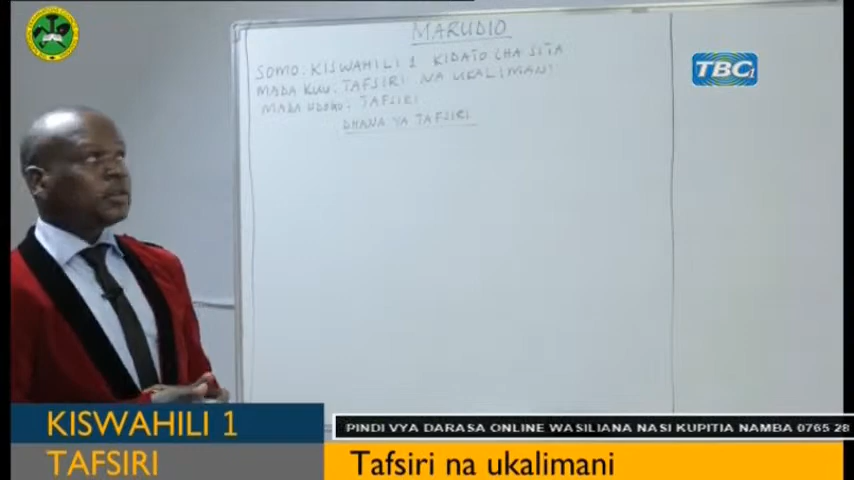 MARUDIO
SOMO: KISWAHILI 1 KIDATO CHA SITA
MADA KUU: TAFSIRI NA UKALIMANI
MADA NDOGO: TAFSIRI
DHANA YA TAFSIRI
TBC1
KISWAHILI 1
TAFSIRI
PINDI VYA DARASA ONLINE WASILIANA NASI KUPITIA NAMBA 0765 28
Tafsiri na ukalimani